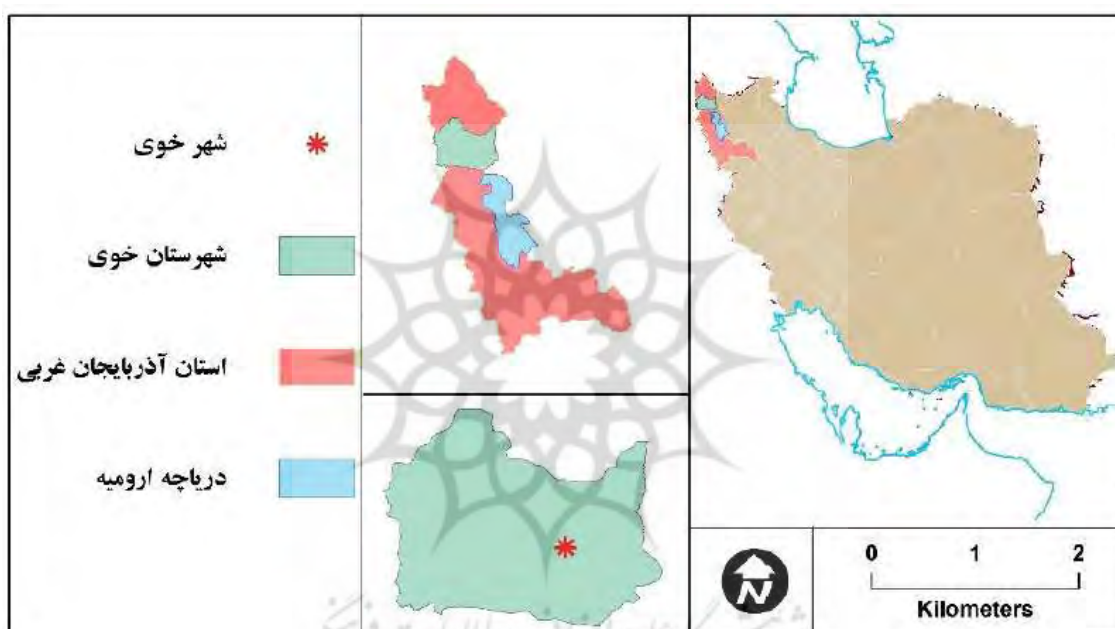 شهر خوی
شهرستان خوی
استان آذربایجان غربی
دریاچه ارومیه
N
0 1 2
Kilometers